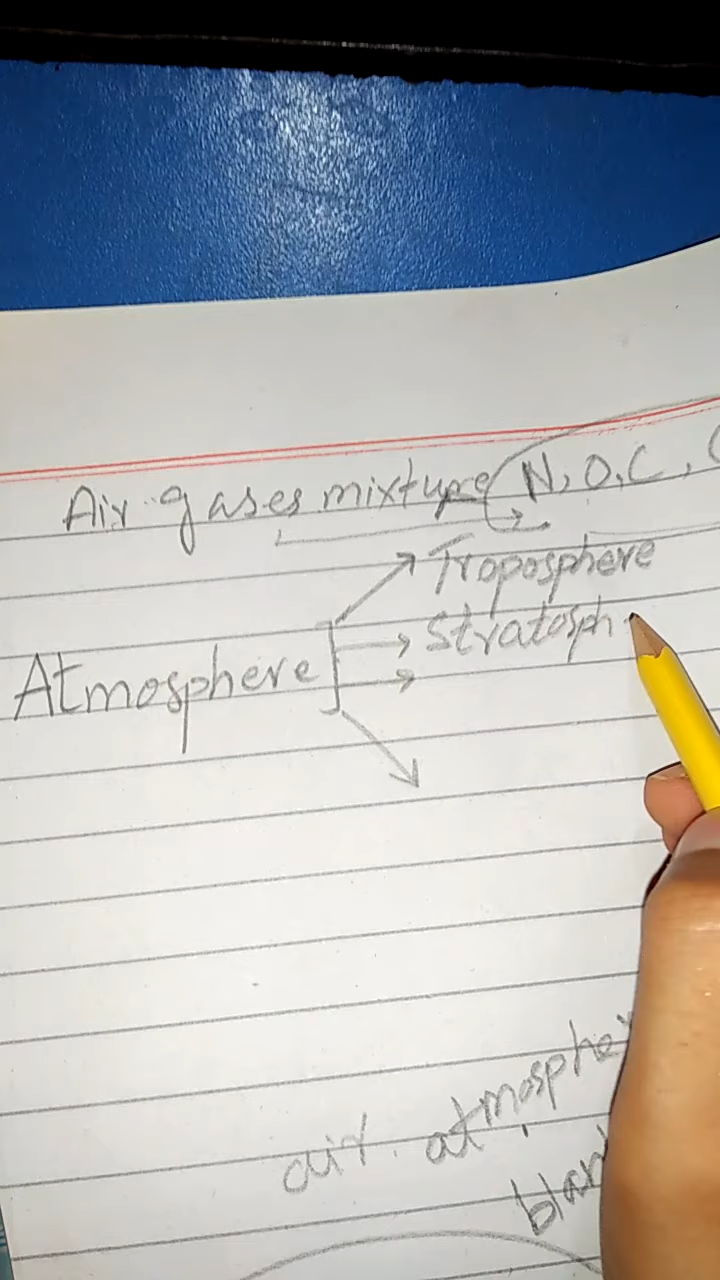 Air gases mixture N, O, C,
Troposphere
Stratosph
Atmosphere
air. atmosphe
blan